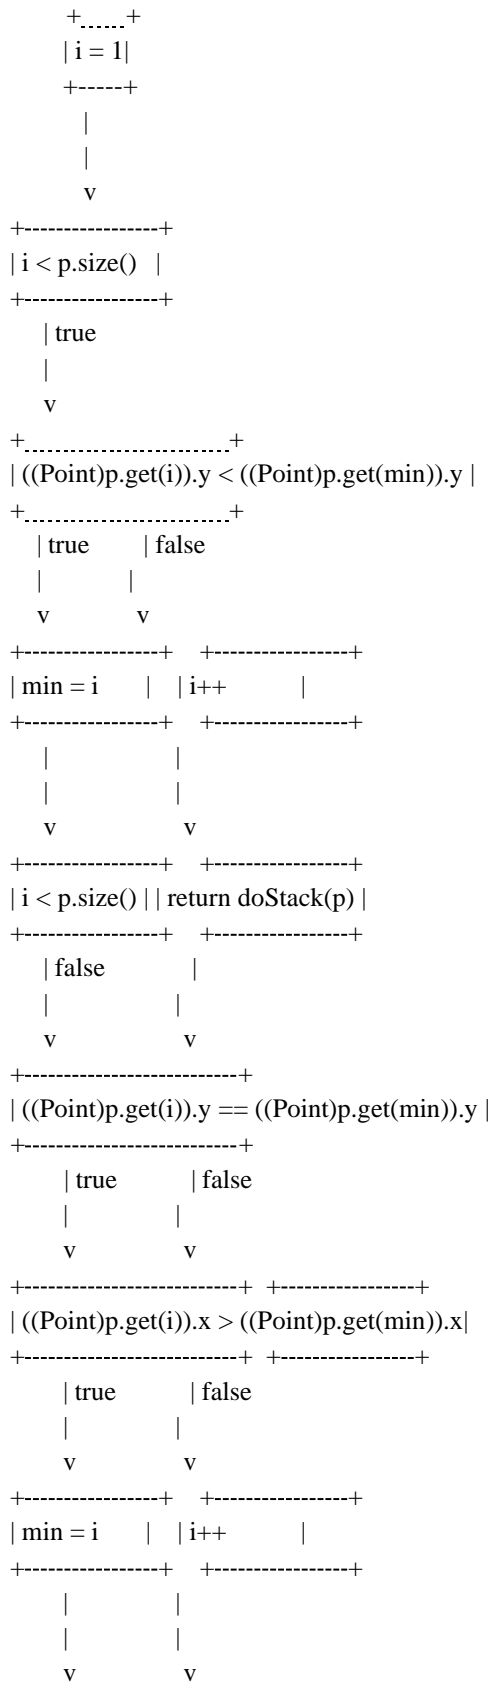 +......+
| i = 1|
+-----+
|
|
v
+-----------------+
| i < p.size() |
+-----------------+
| true
|
v
+..........................+
| ((Point)p.get(i)).y < ((Point)p.get(min)).y |
+..........................+
| true | false
| |
v v
+-----------------+ +-----------------+
| min = i | | i++ |
+-----------------+ +-----------------+
| |
| |
v v
+-----------------+ +-----------------+
| i < p.size() | | return doStack(p) |
+-----------------+ +-----------------+
| false |
| |
v v
+---------------------------+
| ((Point)p.get(i)).y == ((Point)p.get(min)).y |
+---------------------------+
| true | false
| |
v v
+---------------------------+ +-----------------+
| ((Point)p.get(i)).x > ((Point)p.get(min)).x|
+---------------------------+ +-----------------+
| true | false
| |
v v
+-----------------+ +-----------------+
| min = i | | i++ |
+-----------------+ +-----------------+
| |
| |
v v